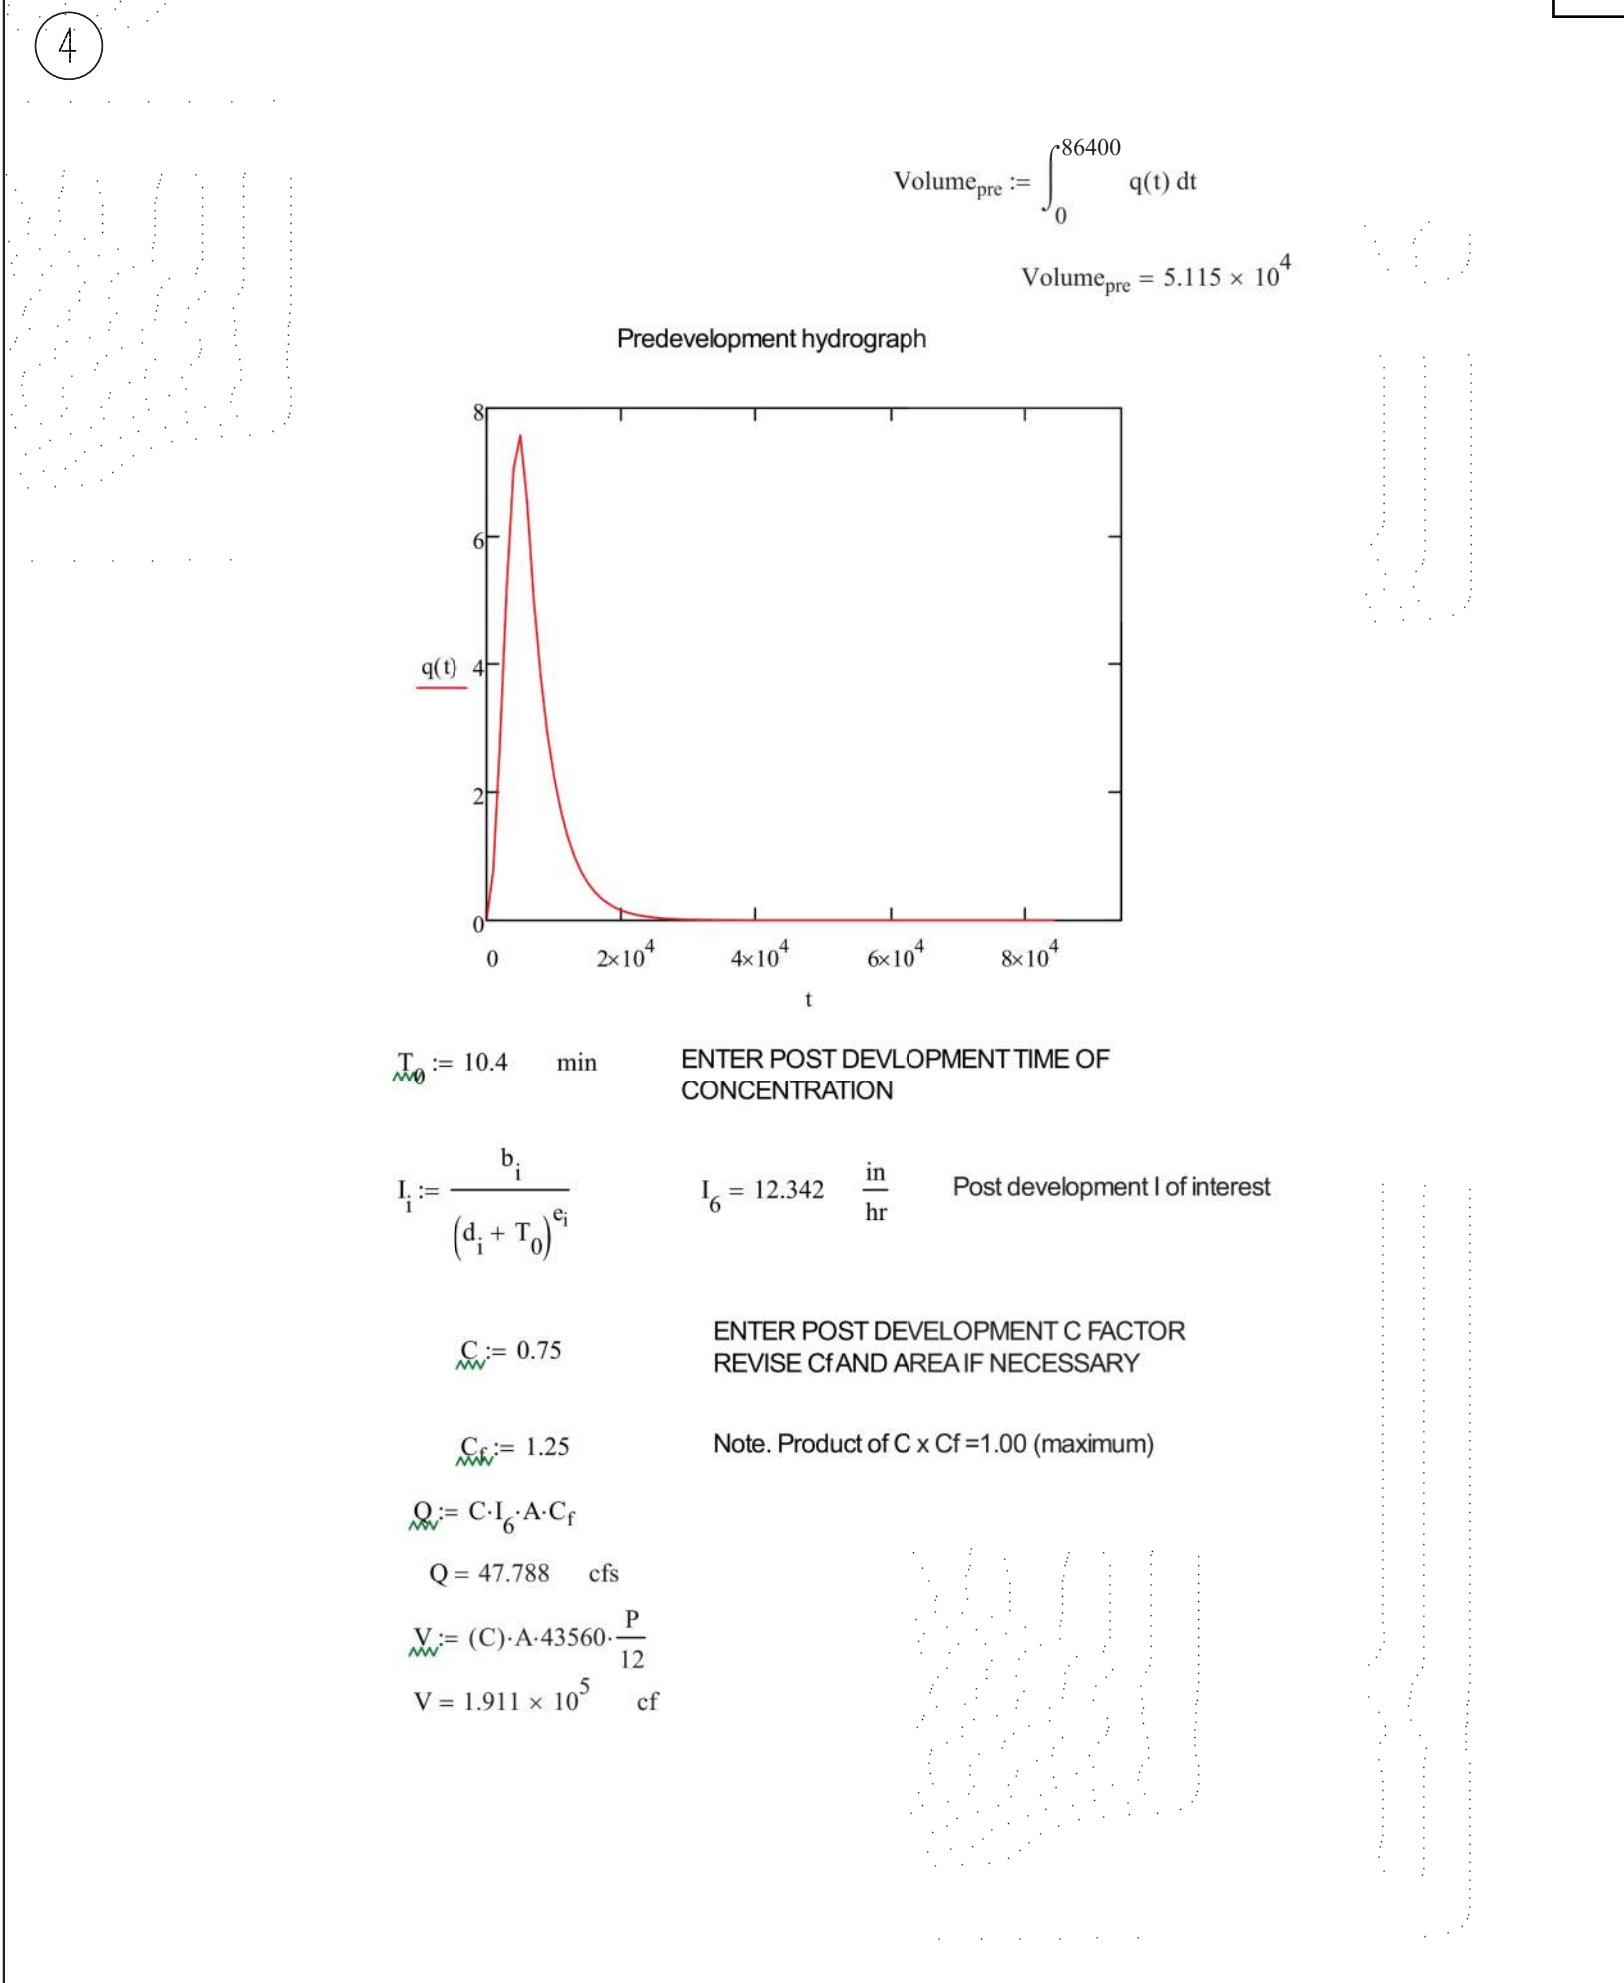 4
Volume_pre := ∫_0^86400 q(t) dt
Volume_pre = 5.115 × 10^4
Predevelopment hydrograph
8
6
q(t) 4
2
0
0 2×10^4 4×10^4 6×10^4 8×10^4
t
T_0 := 10.4 min ENTER POST DEVLOPMENT TIME OF
CONCENTRATION
I_i := b_i / (d_i + T_0)^e_i I_6 = 12.342 in/hr Post development I of interest
C := 0.75 ENTER POST DEVELOPMENT C FACTOR
REVISE Cf AND AREA IF NECESSARY
C_f := 1.25 Note. Product of C x Cf =1.00 (maximum)
Q := C·I_6·A·C_f
Q = 47.788 cfs
V := (C)·A·43560·P/12
V = 1.911 × 10^5 cf